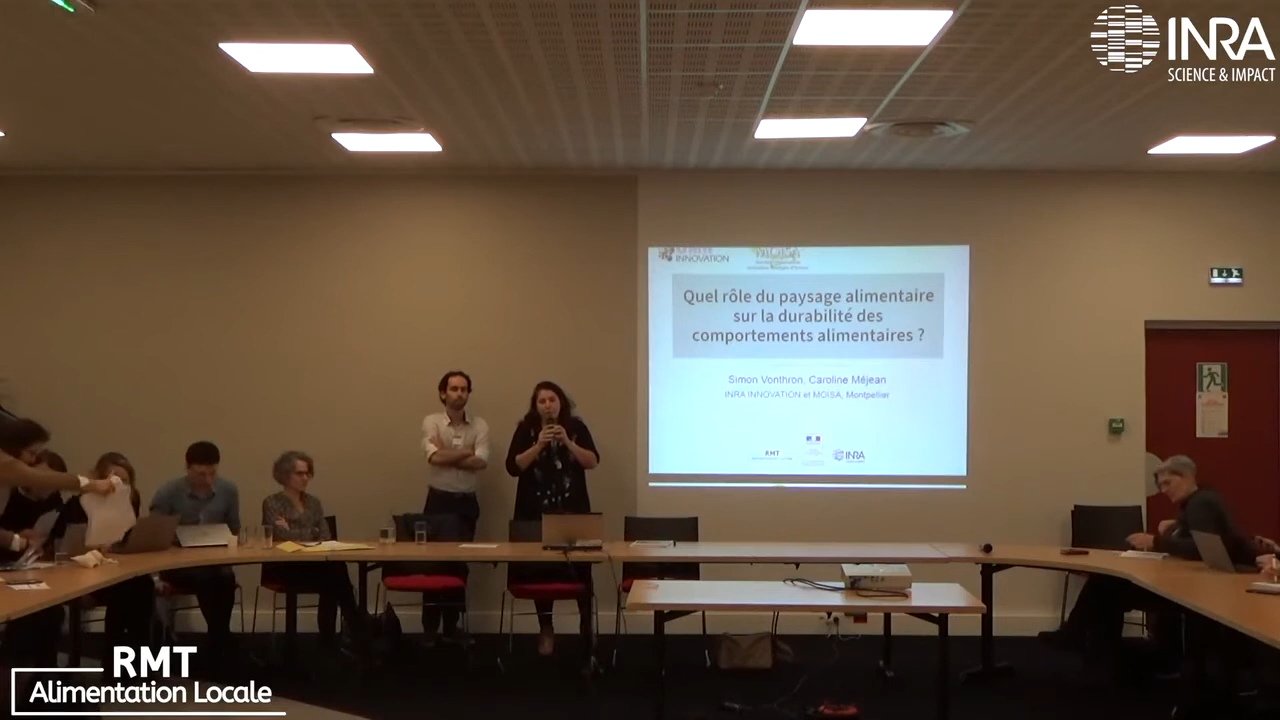 INRA
SCIENCE & IMPACT
INNOVATION
Quel rôle du paysage alimentaire
sur la durabilité des
comportements alimentaires ?
Simon Vonthron, Caroline Méjean
INRA INNOVATION et MOISA, Montpellier
RMT
INRA
RMT
Alimentation Locale